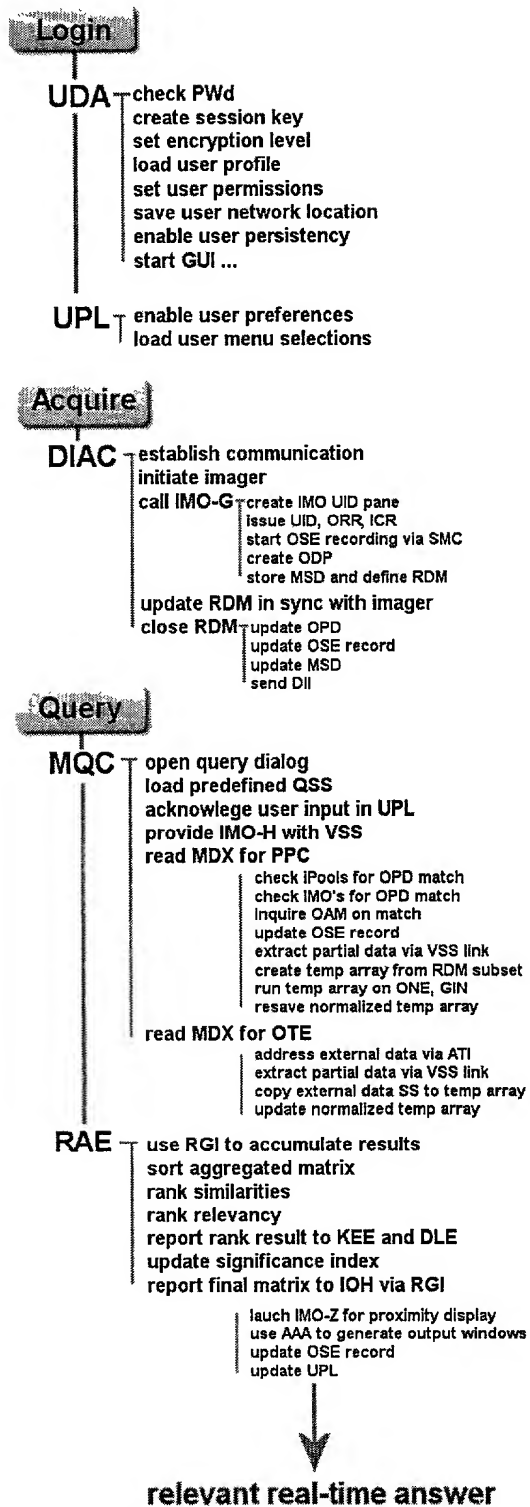 Login
UDA check PWd
create session key
set encryption level
load user profile
set user permissions
save user network location
enable user persistency
start GUI ...
UPL enable user preferences
load user menu selections
Acquire
DIAC establish communication
initiate imager
call IMO-G create IMO UID pane
issue UID, ORR, ICR
start OSE recording via SMC
create ODP
store MSD and define RDM
update RDM in sync with imager
close RDM update OPD
update OSE record
update MSD
send DII
Query
MQC open query dialog
load predefined QSS
acknowlege user input in UPL
provide IMO-H with VSS
read MDX for PPC
check iPools for OPD match
check IMO's for OPD match
Inquire OAM on match
update OSE record
extract partial data via VSS link
create temp array from RDM subset
run temp array on ONE, GIN
resave normalized temp array
read MDX for OTE
address external data via ATI
extract partial data via VSS link
copy external data SS to temp array
update normalized temp array
RAE use RGI to accumulate results
sort aggregated matrix
rank similarities
rank relevancy
report rank result to KEE and DLE
update significance index
report final matrix to IOH via RGI
lauch IMO-Z for proximity display
use AAA to generate output windows
update OSE record
update UPL
relevant real-time answer